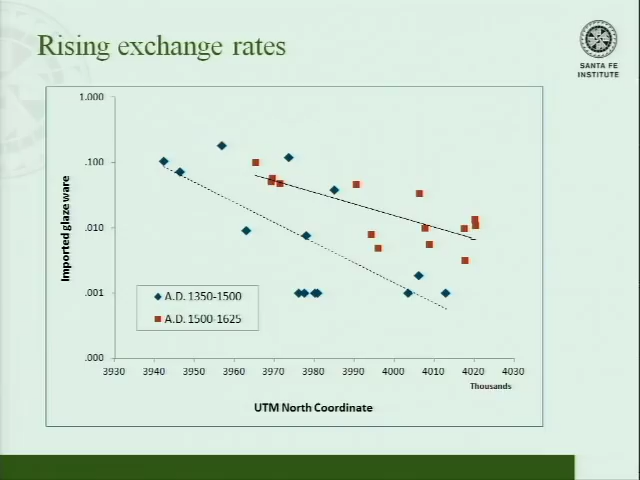 Rising exchange rates
SANTA FE
INSTITUTE
1.000
.100
.010
.001
.000
Imported glaze ware
A.D. 1350-1500
A.D. 1500-1625
3930 3940 3950 3960 3970 3980 3990 4000 4010 4020 4030
Thousands
UTM North Coordinate